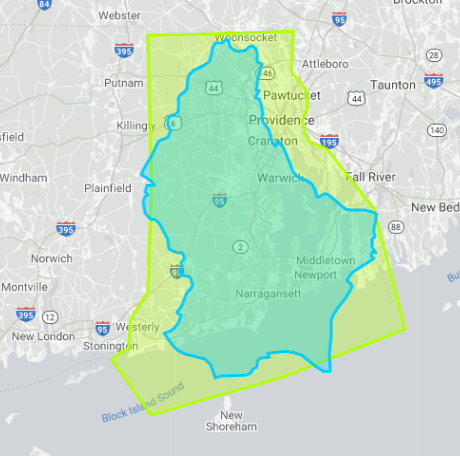 84
Webster
95
Brockton
395
Woonsocket
Attleboro
28
Putnam
44
146
Taunton
495
Pawtucket
44
Killingly
6
Providence
140
Cranston
195
sfield
Windham
Plainfield
Warwick
Fall River
95
New Bed
395
88
2
Norwich
Middletown
Newport
95
Montville
Narragansett
395
12
95
Westerly
New London
Stonington
Block Island Sound
New
Shoreham